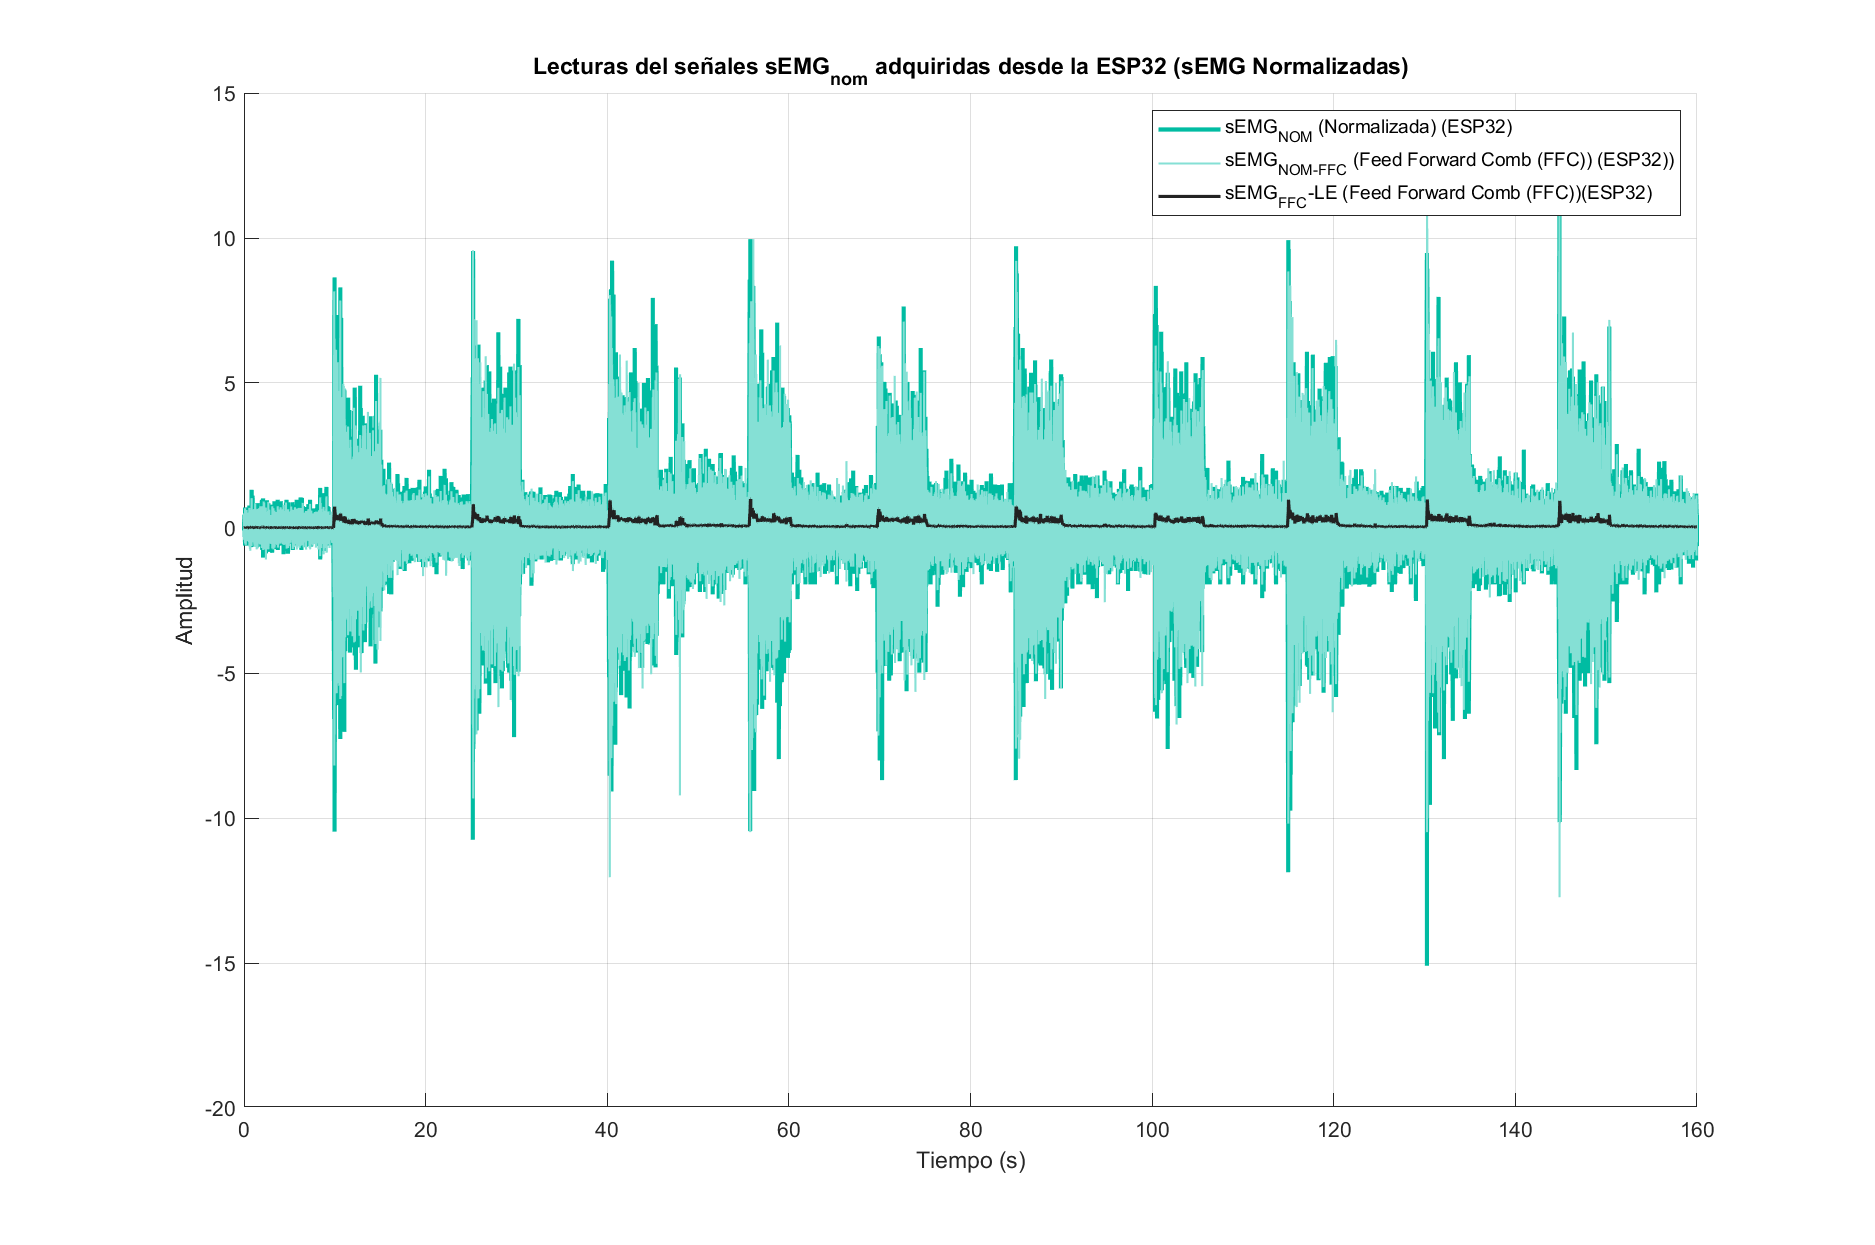 Lecturas del señales sEMGnom adquiridas desde la ESP32 (sEMG Normalizadas)
15
10
5
0
-5
-10
-15
-20
Amplitud
sEMGNOM (Normalizada) (ESP32)
sEMGNOM-FFC (Feed Forward Comb (FFC)) (ESP32))
sEMGFFC-LE (Feed Forward Comb (FFC))(ESP32)
0 20 40 60 80 100 120 140 160
Tiempo (s)